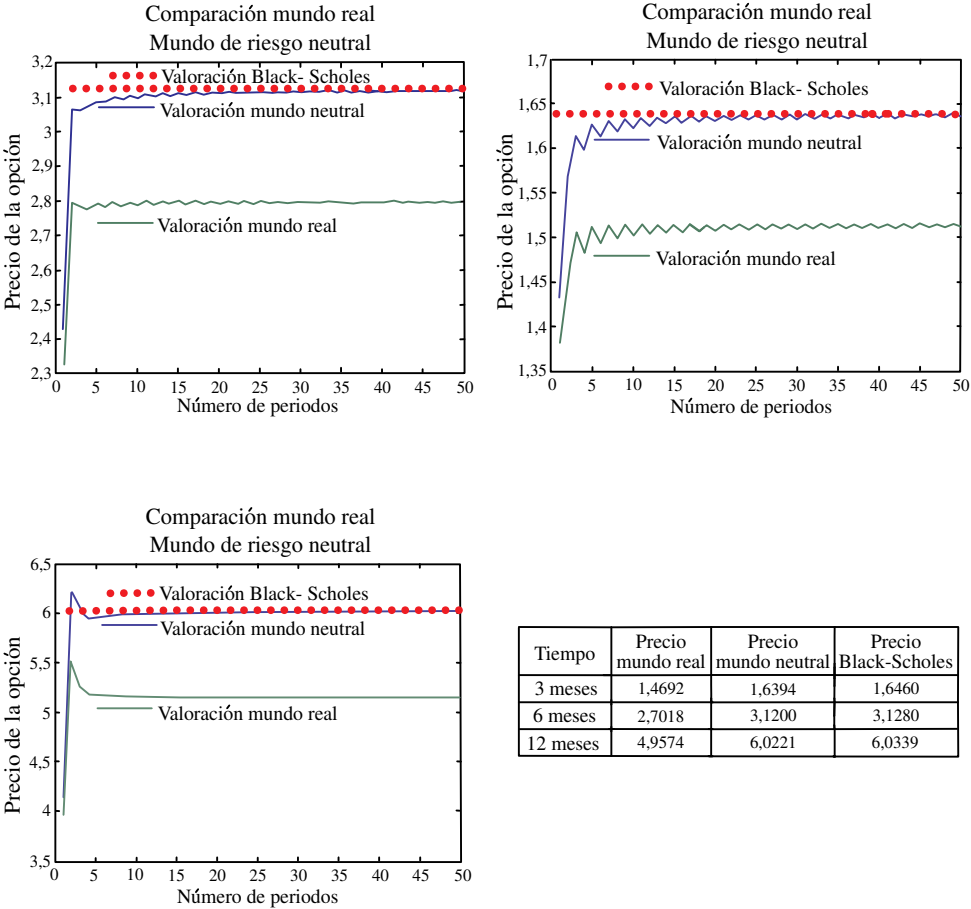 Comparación mundo real
Mundo de riesgo neutral
3,2
3,1
3
2,9
2,8
2,7
2,6
2,5
2,4
2,3
Precio de la opción
Valoración Black- Scholes
Valoración mundo neutral
Valoración mundo real
0 5 10 15 20 25 30 35 40 45 50
Número de periodos
Comparación mundo real
Mundo de riesgo neutral
1,7
1,65
1,6
1,55
1,5
1,45
1,4
1,35
Precio de la opción
Valoración Black- Scholes
Valoración mundo neutral
Valoración mundo real
0 5 10 15 20 25 30 35 40 45 50
Número de periodos
Comparación mundo real
Mundo de riesgo neutral
6,5
6
5,5
5
4,5
4
3,5
Precio de la opción
Valoración Black- Scholes
Valoración mundo neutral
Valoración mundo real
0 5 10 15 20 25 30 35 40 45 50
Número de periodos
Tiempo Precio mundo real Precio mundo neutral Precio Black-Scholes
3 meses 1,4692 1,6394 1,6460
6 meses 2,7018 3,1200 3,1280
12 meses 4,9574 6,0221 6,0339